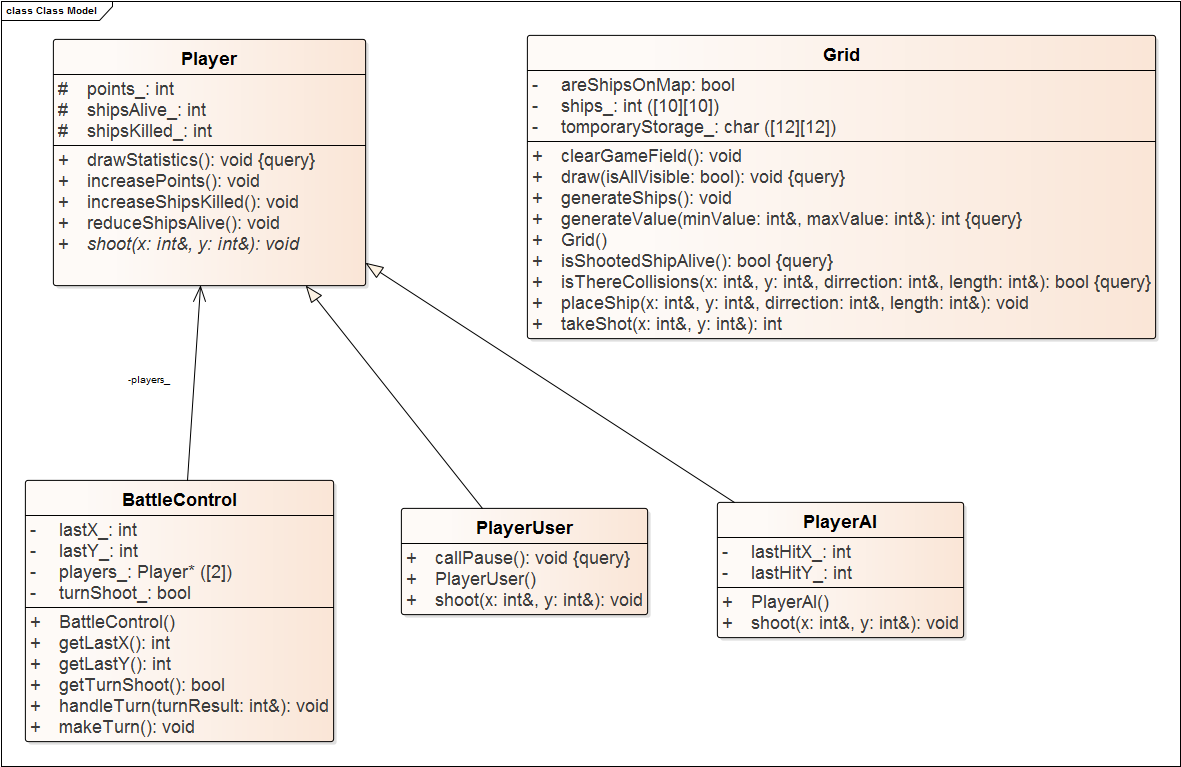 class Class Model
Player
# points_: int
# shipsAlive_: int
# shipsKilled_: int
+ drawStatistics(): void {query}
+ increasePoints(): void
+ increaseShipsKilled(): void
+ reduceShipsAlive(): void
+ shoot(x: int&, y: int&): void
Grid
- areShipsOnMap: bool
- ships_: int ([10][10])
- tomporaryStorage_: char ([12][12])
+ clearGameField(): void
+ draw(isAllVisible: bool): void {query}
+ generateShips(): void
+ generateValue(minValue: int&, maxValue: int&): int {query}
+ Grid()
+ isShootedShipAlive(): bool {query}
+ isThereCollisions(x: int&, y: int&, dirrection: int&, length: int&): bool {query}
+ placeShip(x: int&, y: int&, dirrection: int&, length: int&): void
+ takeShot(x: int&, y: int&): int
-players_
BattleControl
- lastX_: int
- lastY_: int
- players_: Player* ([2])
- turnShoot_: bool
+ BattleControl()
+ getLastX(): int
+ getLastY(): int
+ getTurnShoot(): bool
+ handleTurn(turnResult: int&): void
+ makeTurn(): void
PlayerUser
+ callPause(): void {query}
+ PlayerUser()
+ shoot(x: int&, y: int&): void
PlayerAI
- lastHitX_: int
- lastHitY_: int
+ PlayerAI()
+ shoot(x: int&, y: int&): void